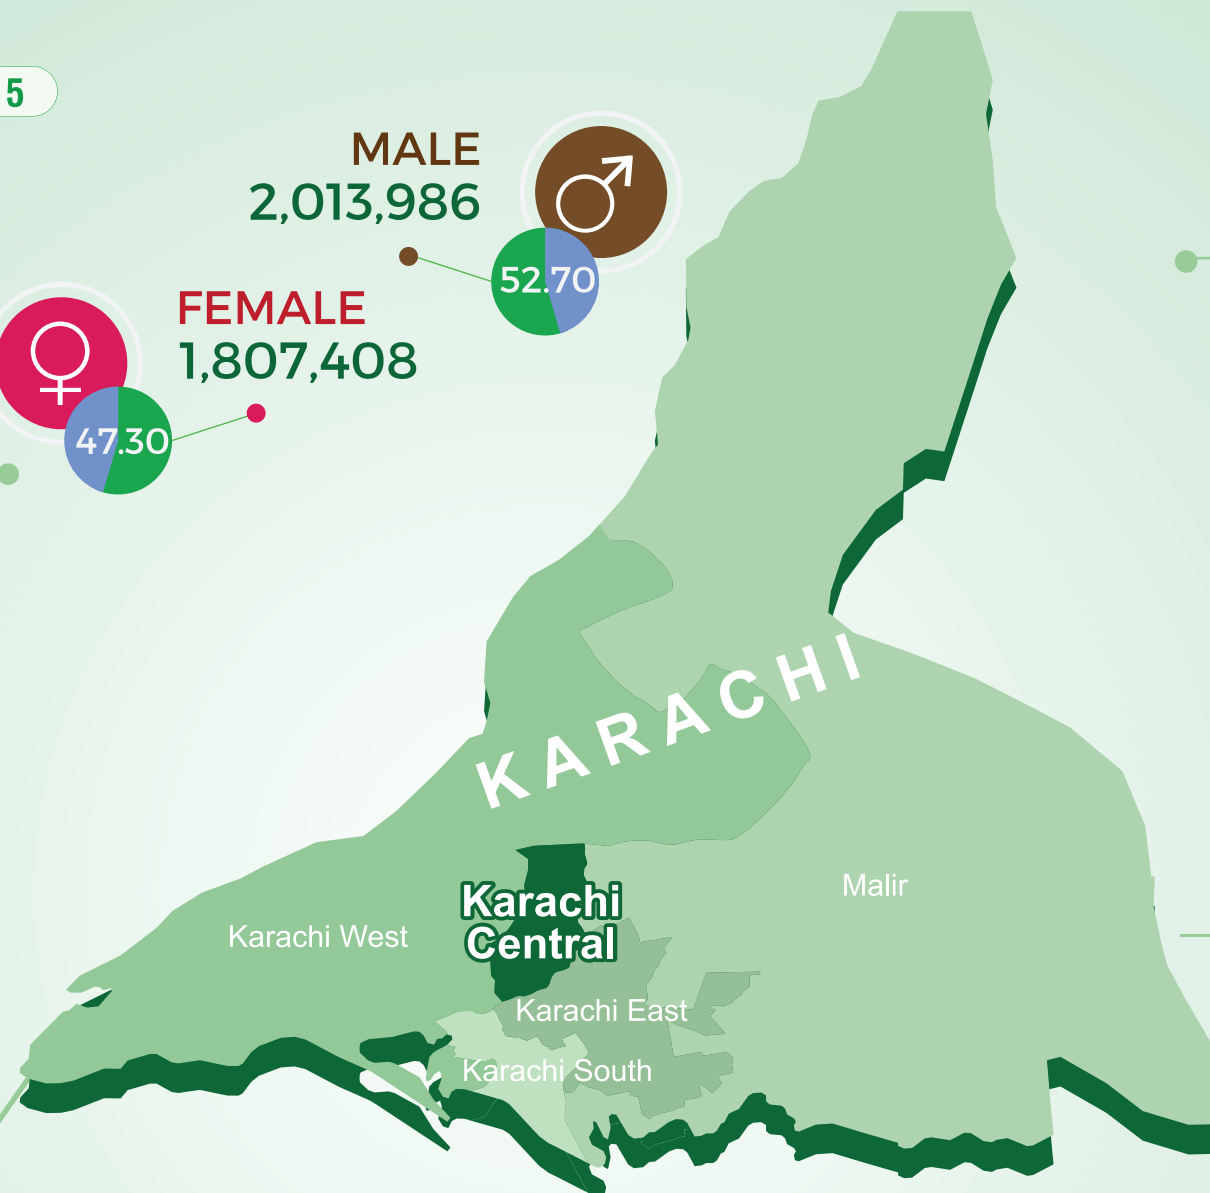 5
MALE
2,013,986
52.70
FEMALE
1,807,408
47.30
KARACHI
Malir
Karachi
Central
Karachi West
Karachi East
Karachi South